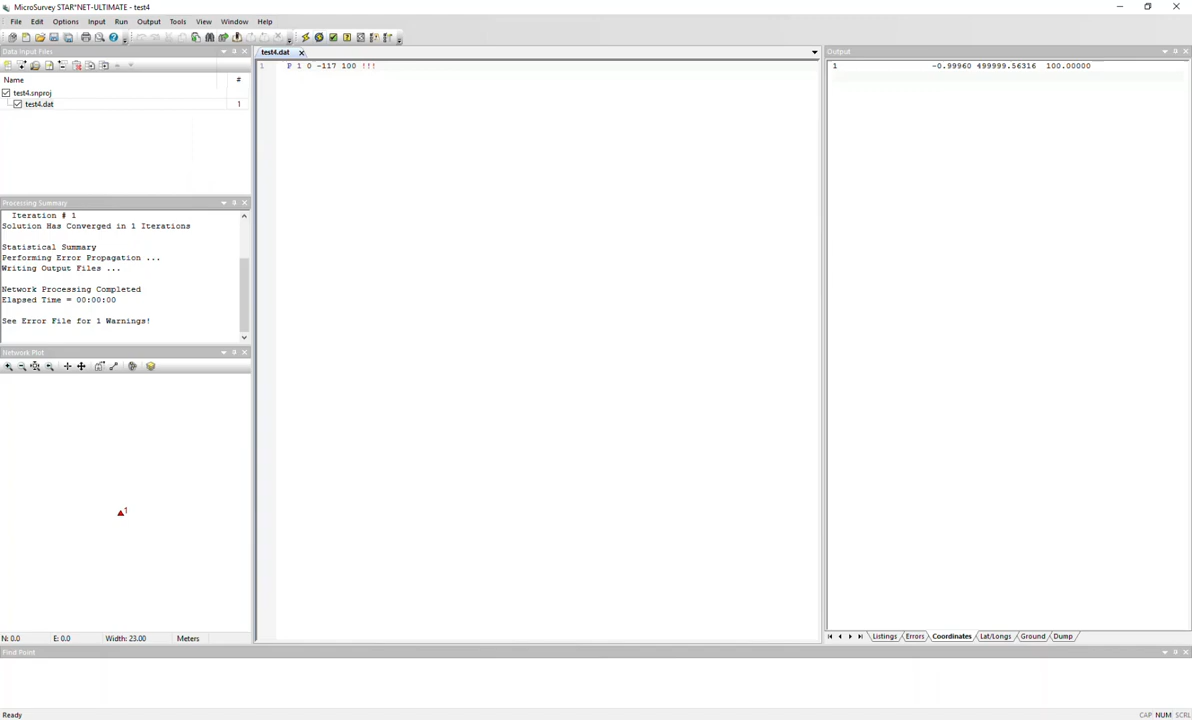 MicroSurvey STAR*NET-ULTIMATE - test4
File Edit Options Input Run Output Tools View Window Help
Data Input Files
Name #
test4.snproj
test4.dat 1
Processing Summary
Iteration # 1
Solution Has Converged in 1 Iterations
Statistical Summary
Performing Error Propagation ...
Writing Output Files ...
Network Processing Completed
Elapsed Time = 00:00:00
See Error File for 1 Warnings!
Network Plot
1
N: 0.0 E: 0.0 Width: 23.00 Meters
test4.dat
1 P 1 0 -117 100 !!!
Output
1 -0.99960 499999.56316 100.00000
Listings Errors Coordinates Lat/Longs Ground Dump
Find Point
Ready CAP NUM SCRL